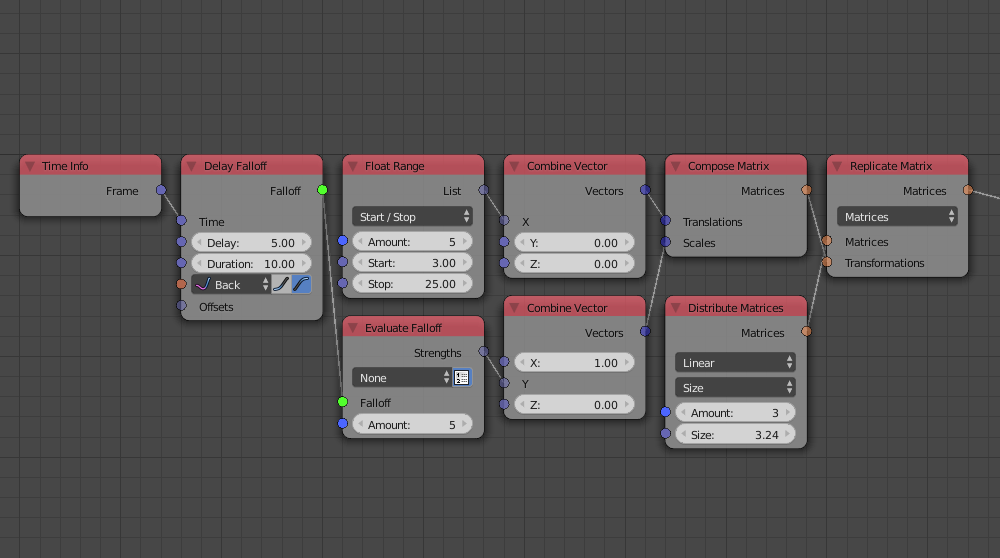 Time Info
Frame
Delay Falloff
Falloff
Time
Delay: 5.00
Duration: 10.00
Back
Offsets
Float Range
List
Start / Stop
Amount: 5
Start: 3.00
Stop: 25.00
Evaluate Falloff
Strengths
None
Falloff
Amount: 5
Combine Vector
Vectors
X
Y: 0.00
Z: 0.00
Combine Vector
Vectors
X: 1.00
Y
Z: 0.00
Compose Matrix
Matrices
Translations
Scales
Distribute Matrices
Matrices
Linear
Size
Amount: 3
Size: 3.24
Replicate Matrix
Matrices
Matrices
Matrices
Transformations